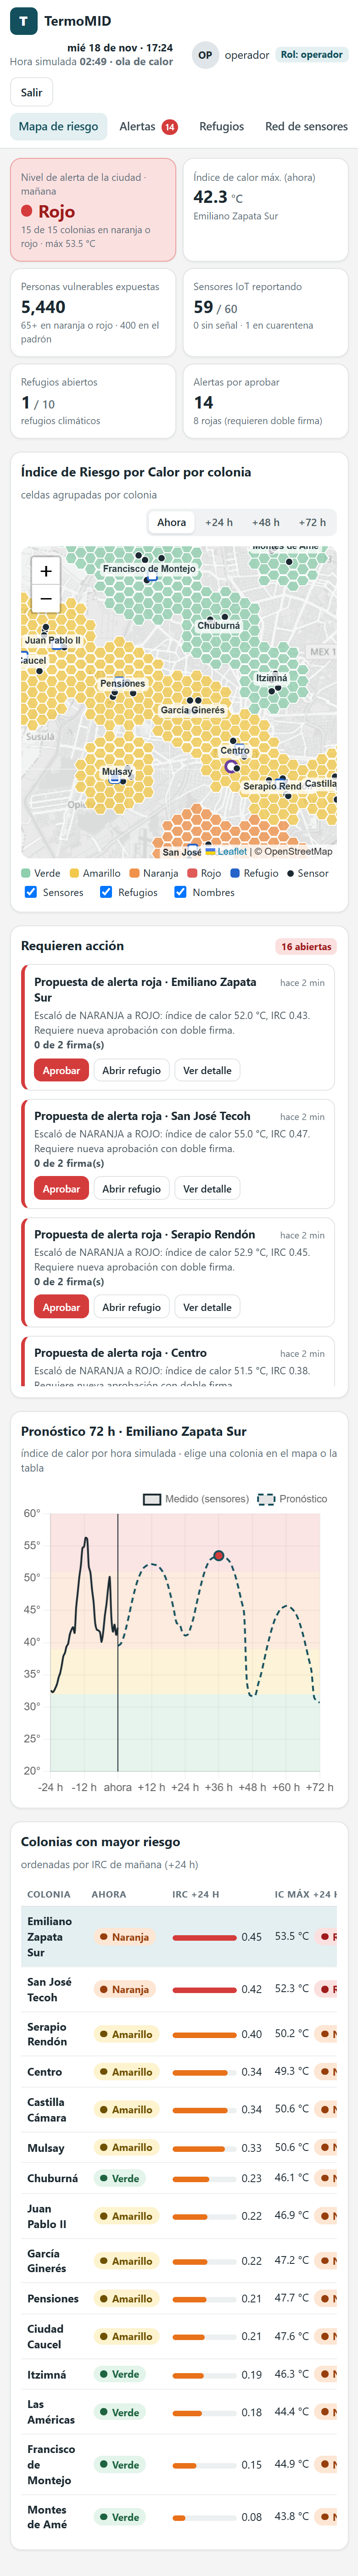 T TermoMID
mié 18 de nov · 17:24
Hora simulada 02:49 · ola de calor
OP operador Rol: operador
Salir
Mapa de riesgo Alertas 14 Refugios Red de sensores
Nivel de alerta de la ciudad · mañana
Rojo
15 de 15 colonias en naranja o rojo · máx 53.5 °C
Índice de calor máx. (ahora)
42.3 °C
Emiliano Zapata Sur
Personas vulnerables expuestas
5,440
65+ en naranja o rojo · 400 en el padrón
Sensores IoT reportando
59 / 60
0 sin señal · 1 en cuarentena
Refugios abiertos
1 / 10
refugios climáticos
Alertas por aprobar
14
8 rojas (requieren doble firma)
Índice de Riesgo por Calor por colonia
celdas agrupadas por colonia
Ahora +24 h +48 h +72 h
+
−
Montes de Amé
Francisco de Montejo
Chuburná
MEX 1
Juan Pablo II
Caucel
Itzimná
Pensiones
García Ginerés
Susulá
Centro
Mulsay
Serapio Rend
Castilla
Opi
San José
Leaflet | © OpenStreetMap
Verde Amarillo Naranja Rojo Refugio Sensor
Sensores Refugios Nombres
Requieren acción 16 abiertas
Propuesta de alerta roja · Emiliano Zapata Sur hace 2 min
Escaló de NARANJA a ROJO: índice de calor 52.0 °C, IRC 0.43.
Requiere nueva aprobación con doble firma.
0 de 2 firma(s)
Aprobar Abrir refugio Ver detalle
Propuesta de alerta roja · San José Tecoh hace 2 min
Escaló de NARANJA a ROJO: índice de calor 55.0 °C, IRC 0.47.
Requiere nueva aprobación con doble firma.
0 de 2 firma(s)
Aprobar Abrir refugio Ver detalle
Propuesta de alerta roja · Serapio Rendón hace 2 min
Escaló de NARANJA a ROJO: índice de calor 52.9 °C, IRC 0.45.
Requiere nueva aprobación con doble firma.
0 de 2 firma(s)
Aprobar Abrir refugio Ver detalle
Propuesta de alerta roja · Centro hace 2 min
Escaló de NARANJA a ROJO: índice de calor 51.5 °C, IRC 0.38.
Requiere nueva aprobación con doble firma.
Pronóstico 72 h · Emiliano Zapata Sur
índice de calor por hora simulada · elige una colonia en el mapa o la tabla
Medido (sensores) Pronóstico
60°
55°
50°
45°
40°
35°
30°
25°
20°
-24 h -12 h ahora +12 h +24 h +36 h +48 h +60 h +72 h
Colonias con mayor riesgo
ordenadas por IRC de mañana (+24 h)
COLONIA AHORA IRC +24 H IC MÁX +24 H
Emiliano Zapata Sur Naranja 0.45 53.5 °C R
San José Tecoh Naranja 0.42 52.3 °C R
Serapio Rendón Amarillo 0.40 50.2 °C N
Centro Amarillo 0.34 49.3 °C N
Castilla Cámara Amarillo 0.34 50.6 °C N
Mulsay Amarillo 0.33 50.6 °C N
Chuburná Verde 0.23 46.1 °C N
Juan Pablo II Amarillo 0.22 46.9 °C N
García Ginerés Amarillo 0.22 47.2 °C N
Pensiones Amarillo 0.21 47.7 °C N
Ciudad Caucel Amarillo 0.21 47.6 °C N
Itzimná Verde 0.19 46.3 °C N
Las Américas Verde 0.18 44.4 °C N
Francisco de Montejo Verde 0.15 44.9 °C N
Montes de Amé Verde 0.08 43.8 °C N